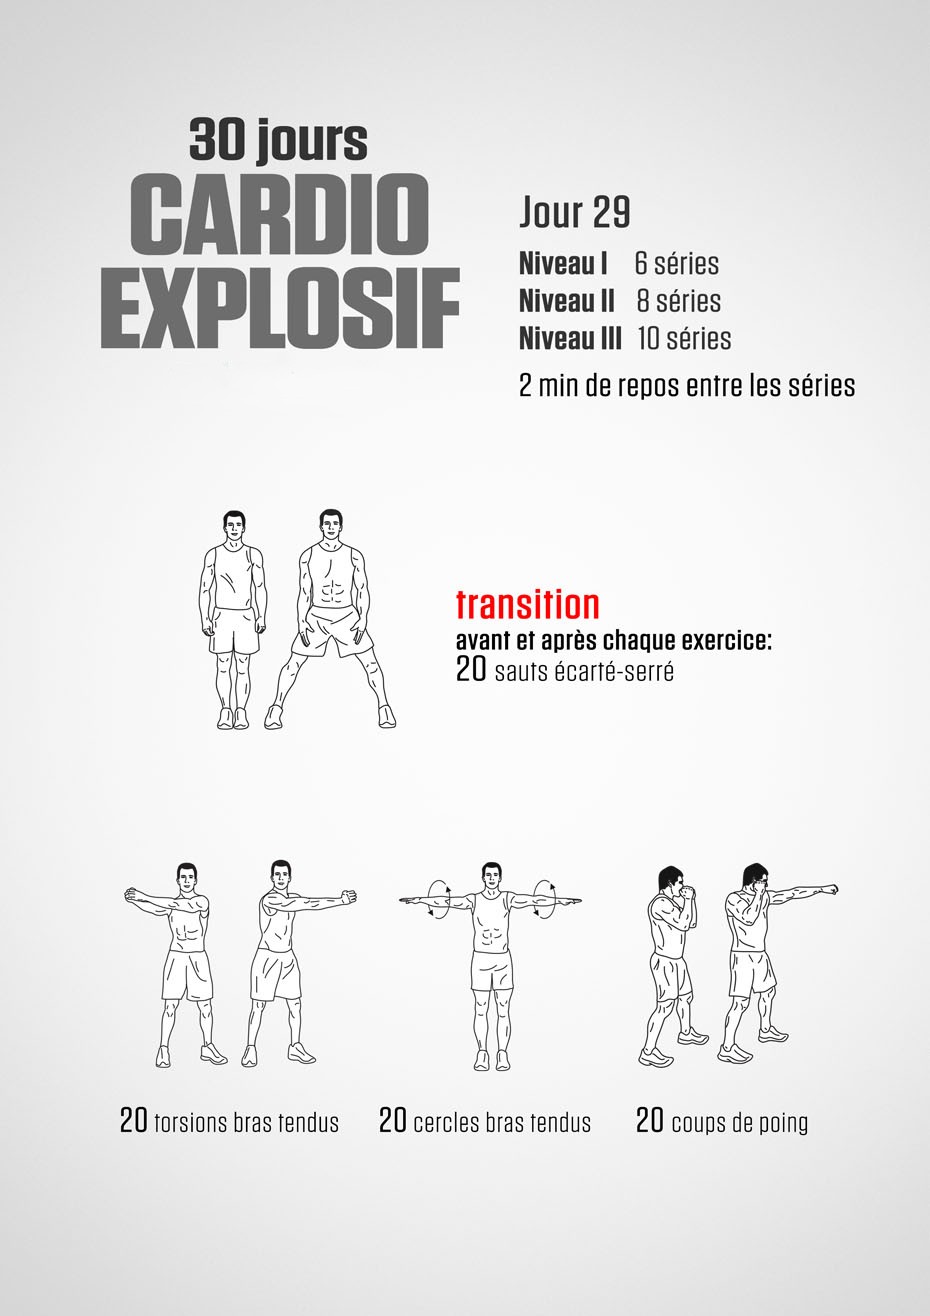 30 jours
CARDIO
EXPLOSIF
Jour 29
Niveau I 6 séries
Niveau II 8 séries
Niveau III 10 séries
2 min de repos entre les séries
transition
avant et après chaque exercice:
20 sauts écarté-serré
20 torsions bras tendus
20 cercles bras tendus
20 coups de poing